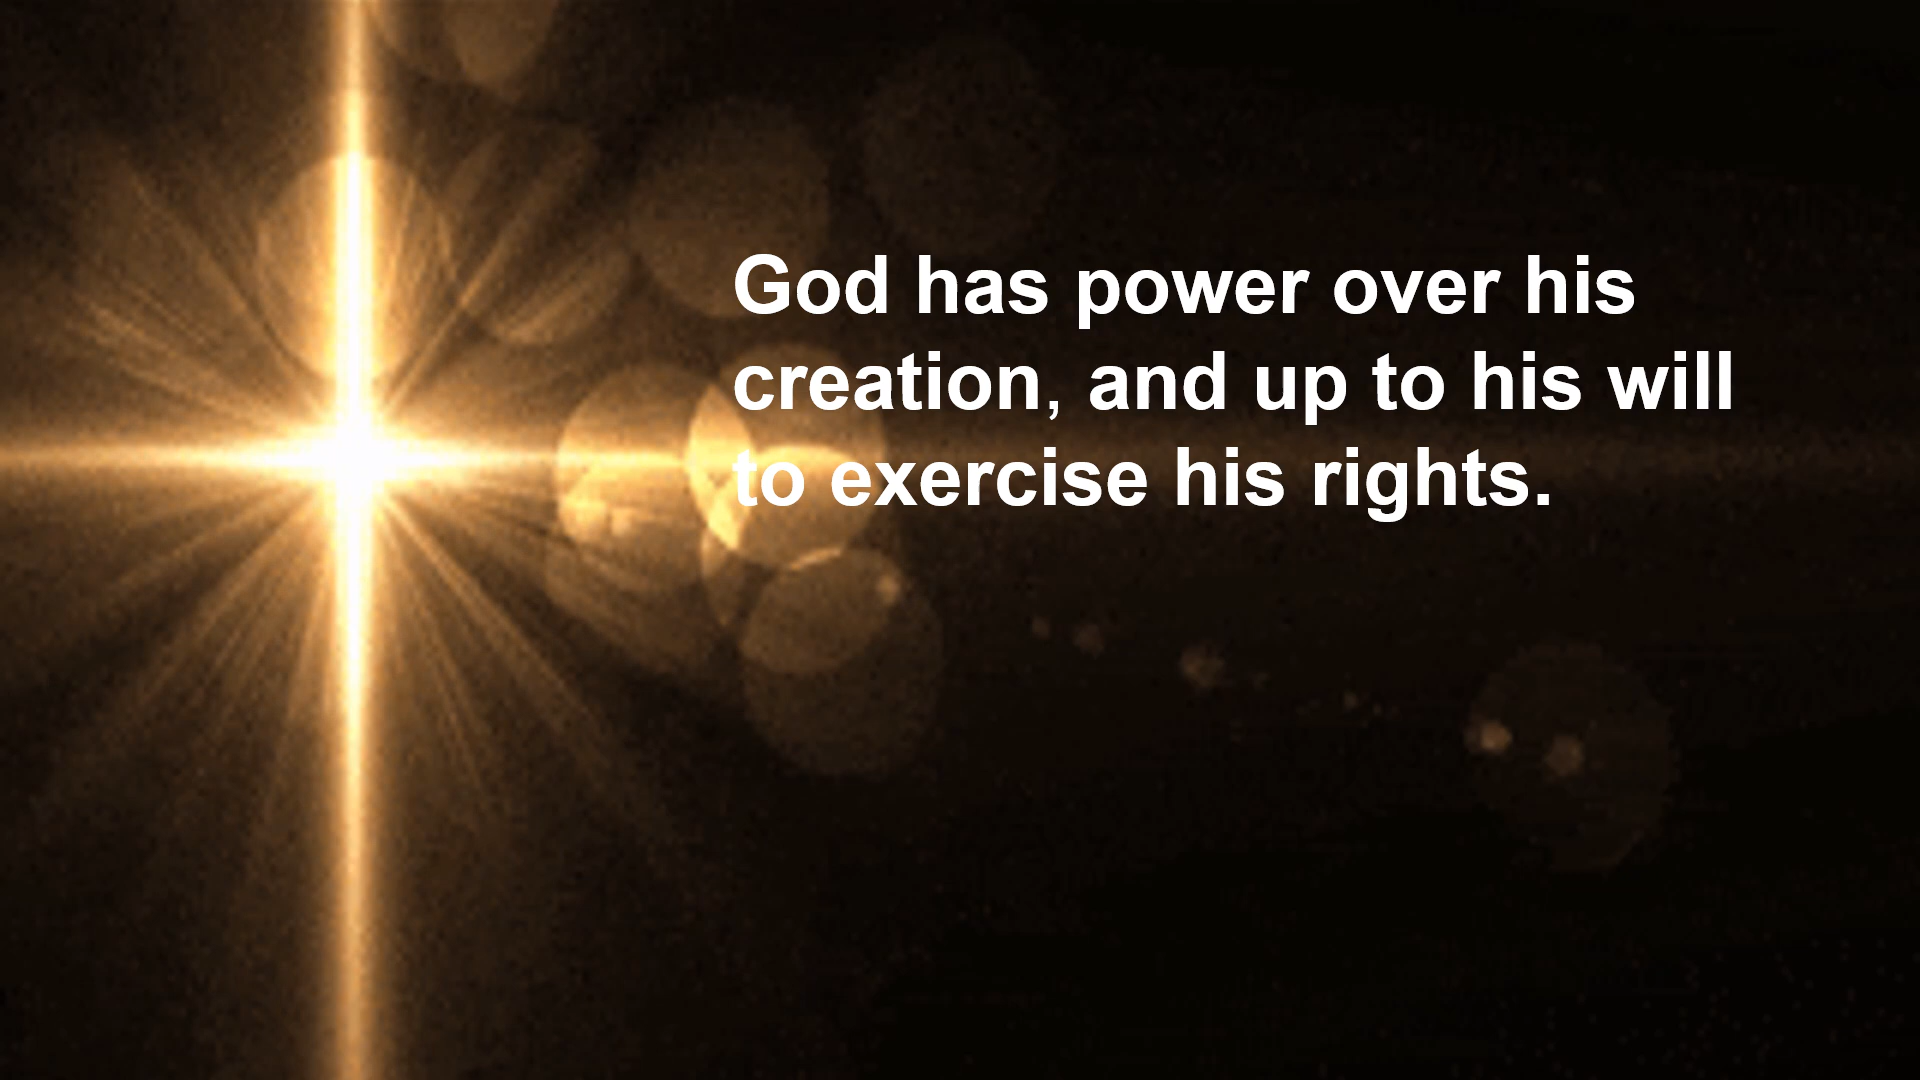 God has power over his
creation, and up to his will
to exercise his rights.